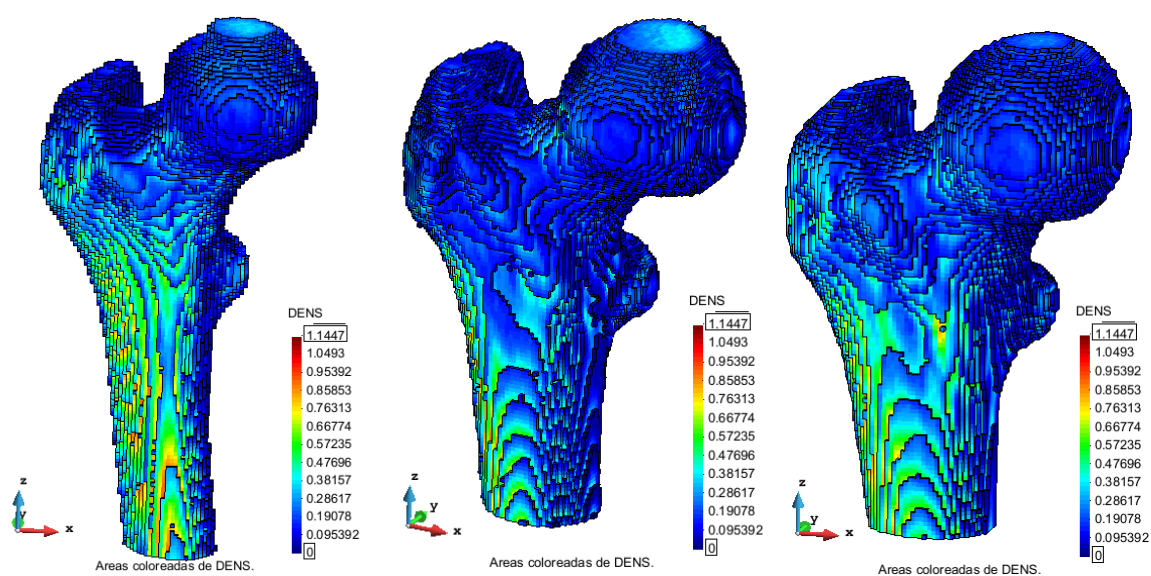 DENS
1.1447
1.0493
0.95392
0.85853
0.76313
0.66774
0.57235
0.47696
0.38157
0.28617
0.19078
0.095392
0
z
y
x
Areas coloreadas de DENS.
DENS
1.1447
1.0493
0.95392
0.85853
0.76313
0.66774
0.57235
0.47696
0.38157
0.28617
0.19078
0.095392
0
z
y
x
Areas coloreadas de DENS.
DENS
1.1447
1.0493
0.95392
0.85853
0.76313
0.66774
0.57235
0.47696
0.38157
0.28617
0.19078
0.095392
0
z
y
x
Areas coloreadas de DENS.